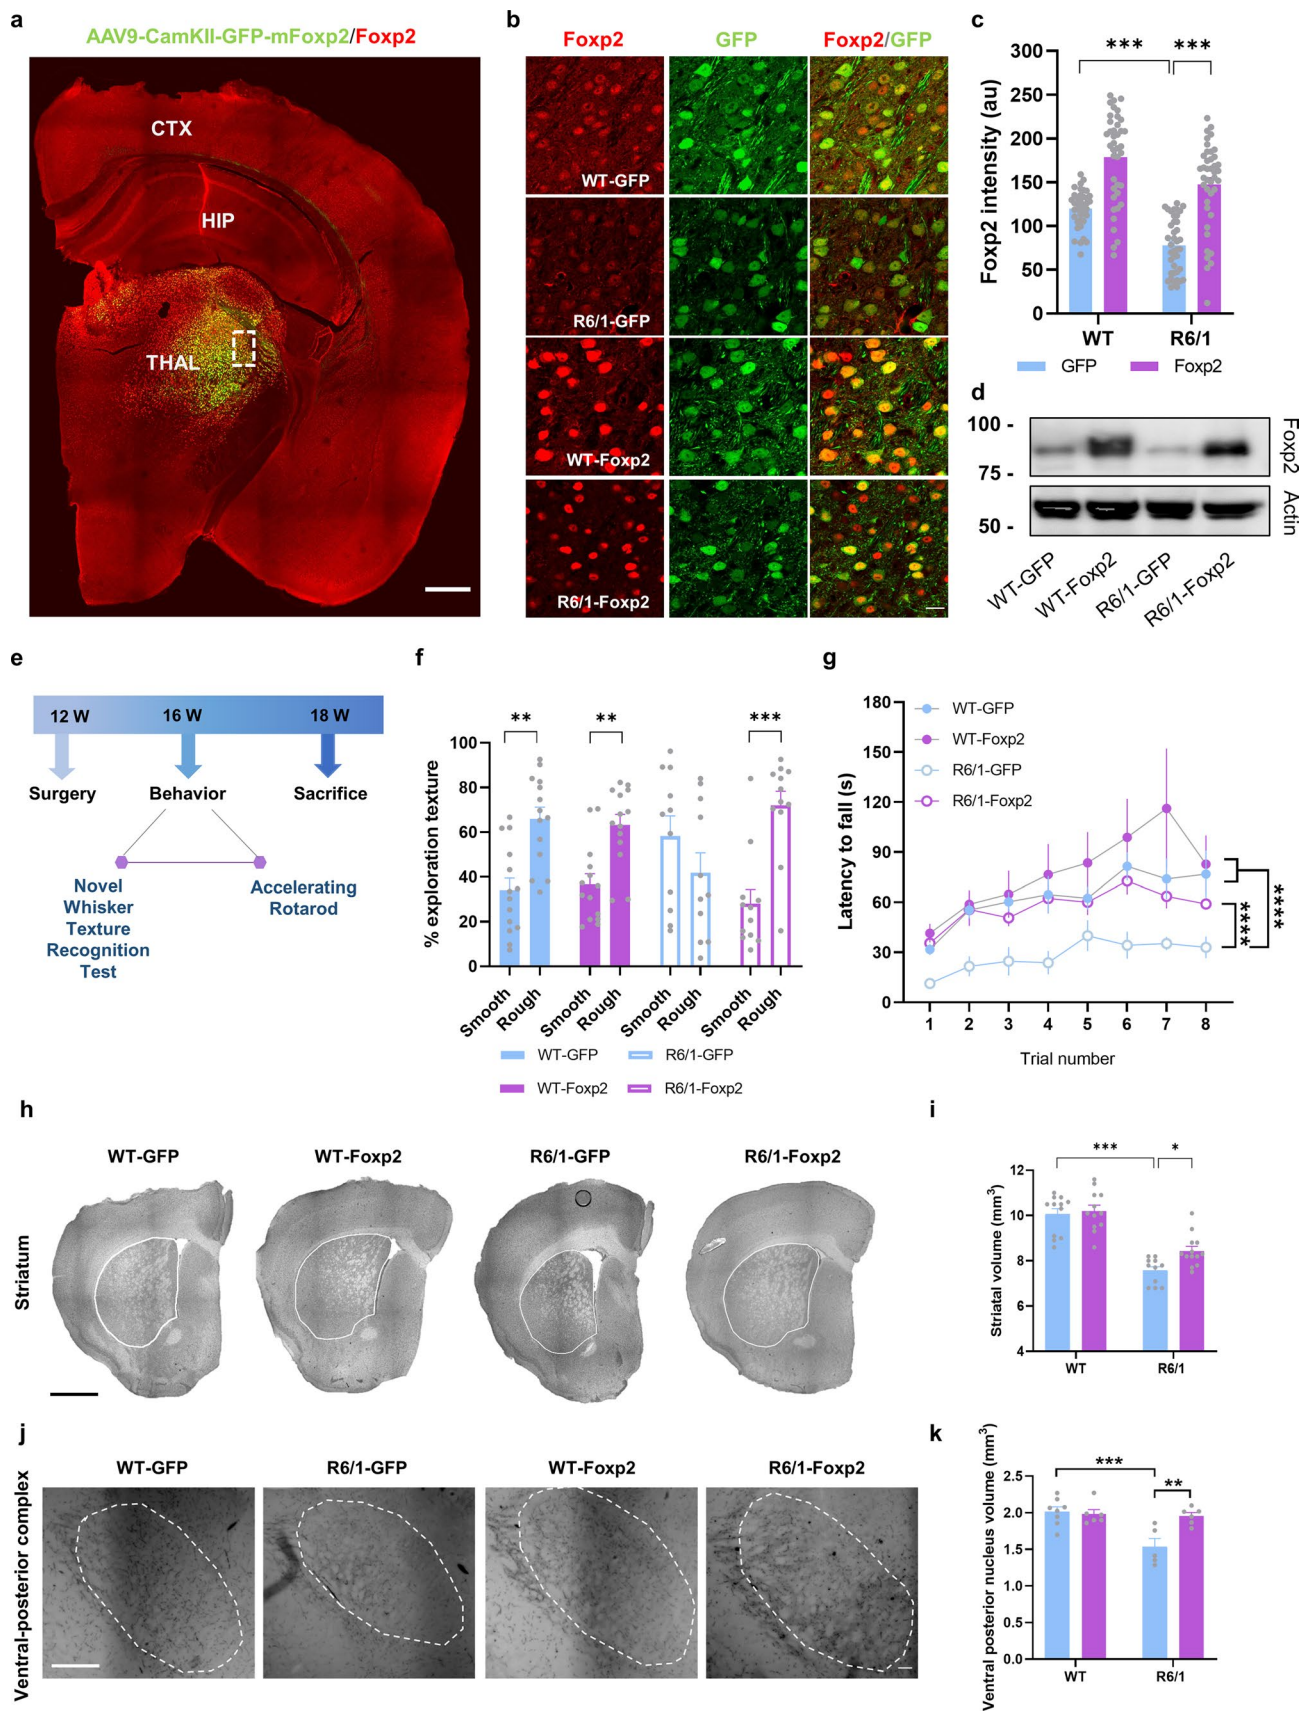 a
AAV9-CamKII-GFP-mFoxp2/Foxp2
CTX
HIP
THAL
b
Foxp2
GFP
Foxp2/GFP
WT-GFP
R6/1-GFP
WT-Foxp2
R6/1-Foxp2
c
Foxp2 intensity (au)
300
250
200
150
100
50
0
***
***
WT
R6/1
GFP
Foxp2
d
100 -
75 -
50 -
Foxp2
Actin
WT-GFP
WT-Foxp2
R6/1-GFP
R6/1-Foxp2
e
12 W
16 W
18 W
Surgery
Behavior
Sacrifice
Novel
Whisker
Texture
Recognition
Test
Accelerating
Rotarod
f
% exploration texture
100
80
60
40
20
0
**
**
***
Smooth
Rough
Smooth
Rough
Smooth
Rough
Smooth
Rough
WT-GFP
R6/1-GFP
WT-Foxp2
R6/1-Foxp2
g
Latency to fall (s)
180
150
120
90
60
30
0
WT-GFP
WT-Foxp2
R6/1-GFP
R6/1-Foxp2
****
****
1 2 3 4 5 6 7 8
Trial number
h
WT-GFP
WT-Foxp2
R6/1-GFP
R6/1-Foxp2
Striatum
i
Striatal volume (mm³)
12
10
8
6
4
***
*
WT
R6/1
j
WT-GFP
R6/1-GFP
WT-Foxp2
R6/1-Foxp2
Ventral-posterior complex
k
Ventral posterior nucleus volume (mm³)
2.5
2.0
1.5
1.0
0.5
0.0
***
**
WT
R6/1